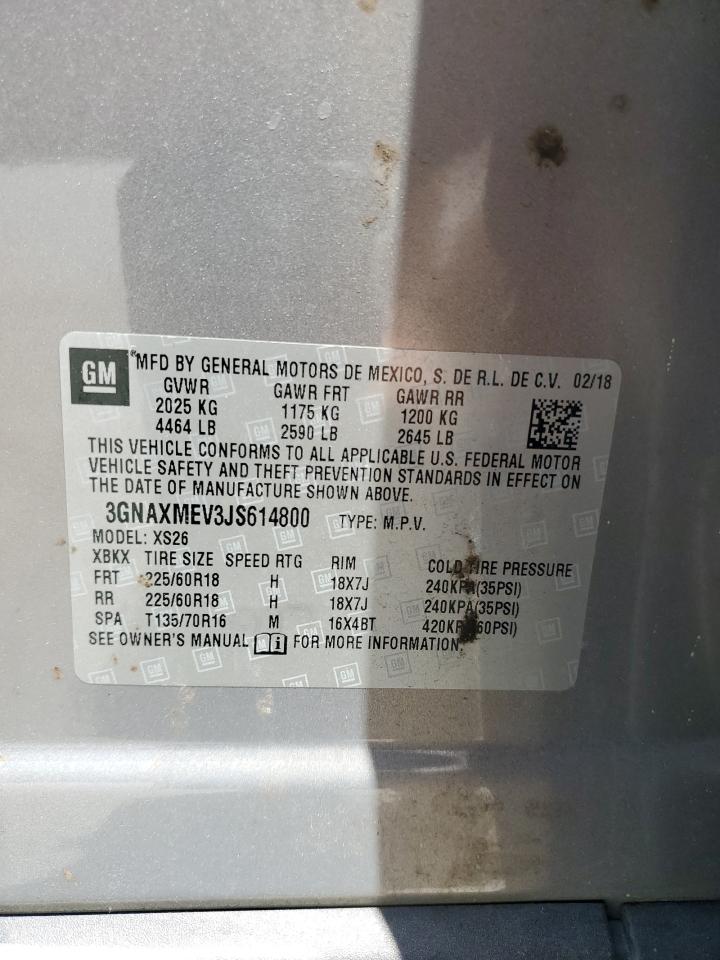 GM ®MFD BY GENERAL MOTORS DE MEXICO, S. DE R.L. DE C.V. 02/18
GVWR GAWR FRT GAWR RR
2025 KG 1175 KG 1200 KG
4464 LB 2590 LB 2645 LB
THIS VEHICLE CONFORMS TO ALL APPLICABLE U.S. FEDERAL MOTOR
VEHICLE SAFETY AND THEFT PREVENTION STANDARDS IN EFFECT ON
THE DATE OF MANUFACTURE SHOWN ABOVE.
3GNAXMEV3JS614800 TYPE: M.P.V.
MODEL: XS26
XBKX TIRE SIZE SPEED RTG RIM COLD TIRE PRESSURE
FRT 225/60R18 H 18X7J 240KPA(35PSI)
RR 225/60R18 H 18X7J 240KPA(35PSI)
SPA T135/70R16 M 16X4BT 420KPA(60PSI)
SEE OWNER'S MANUAL FOR MORE INFORMATION.